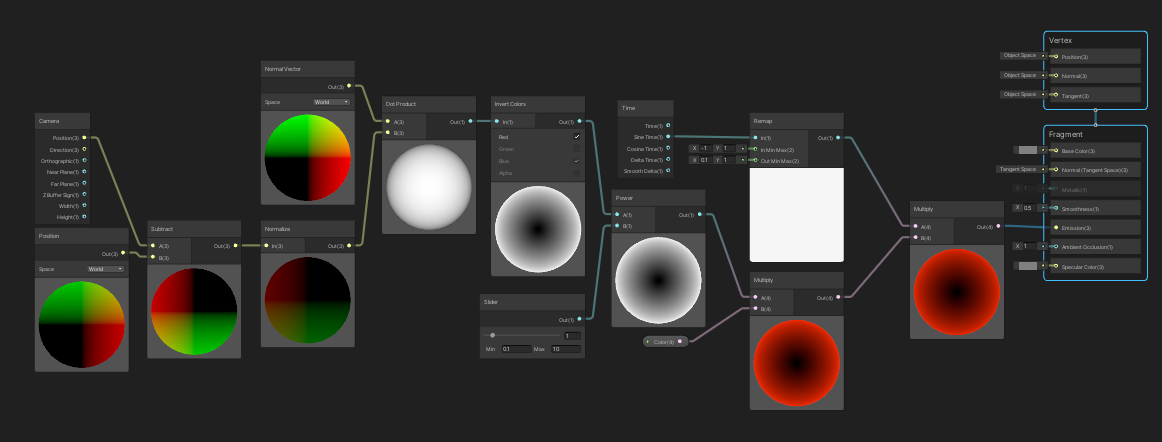 Camera
Position(3)
Direction(3)
Orthographic(1)
Near Plane(1)
Far Plane(1)
Z Buffer Sign(1)
Width(1)
Height(1)
Position
Out(3)
Space World
Subtract
A(3) Out(3)
B(3)
Normal Vector
Out(3)
Space World
Normalize
In(3) Out(3)
Dot Product
A(3) Out(1)
B(3)
Invert Colors
In(1) Out(1)
Red
Green
Blue
Alpha
Slider
Out(1)
1
Min 0.1 Max 10
Time
Time(1)
Sine Time(1)
Cosine Time(1)
Delta Time(1)
Smooth Delta(1)
Power
A(1) Out(1)
B(1)
Color(4)
Remap
In(1) Out(1)
X -1 Y 1 In Min Max(2)
X 0.1 Y 1 Out Min Max(2)
Multiply
A(4) Out(4)
B(4)
Multiply
A(4) Out(4)
B(4)
Vertex
Object Space Position(3)
Object Space Normal(3)
Object Space Tangent(3)
Fragment
Base Color(3)
Tangent Space Normal (Tangent Space)(3)
X 1 Metallic(1)
X 0.5 Smoothness(1)
Emission(3)
X 1 Ambient Occlusion(1)
Specular Color(3)